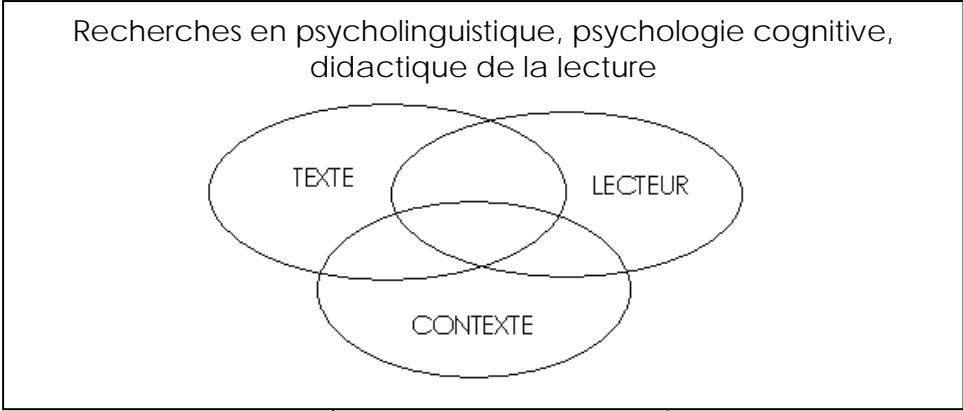 Recherches en psycholinguistique, psychologie cognitive,
didactique de la lecture
TEXTE
LECTEUR
CONTEXTE